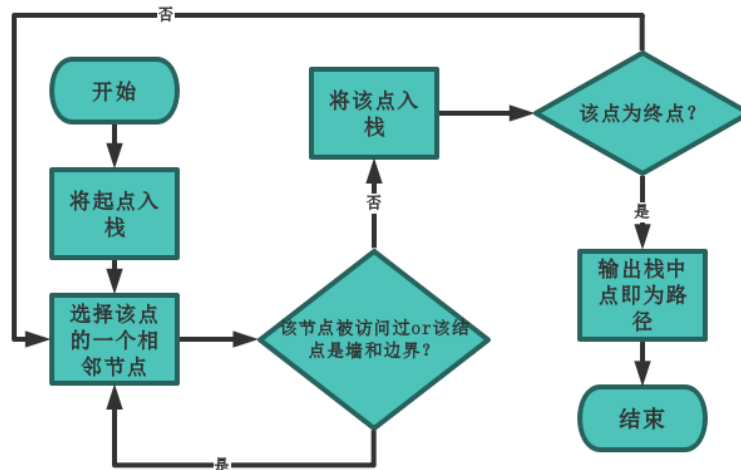 否
开始
将起点入
栈
选择该点
的一个相
邻节点
该节点被访问过or该结
点是墙和边界？
是
否
将该点入
栈
该点为终点？
是
输出栈中
点即为路
径
结束